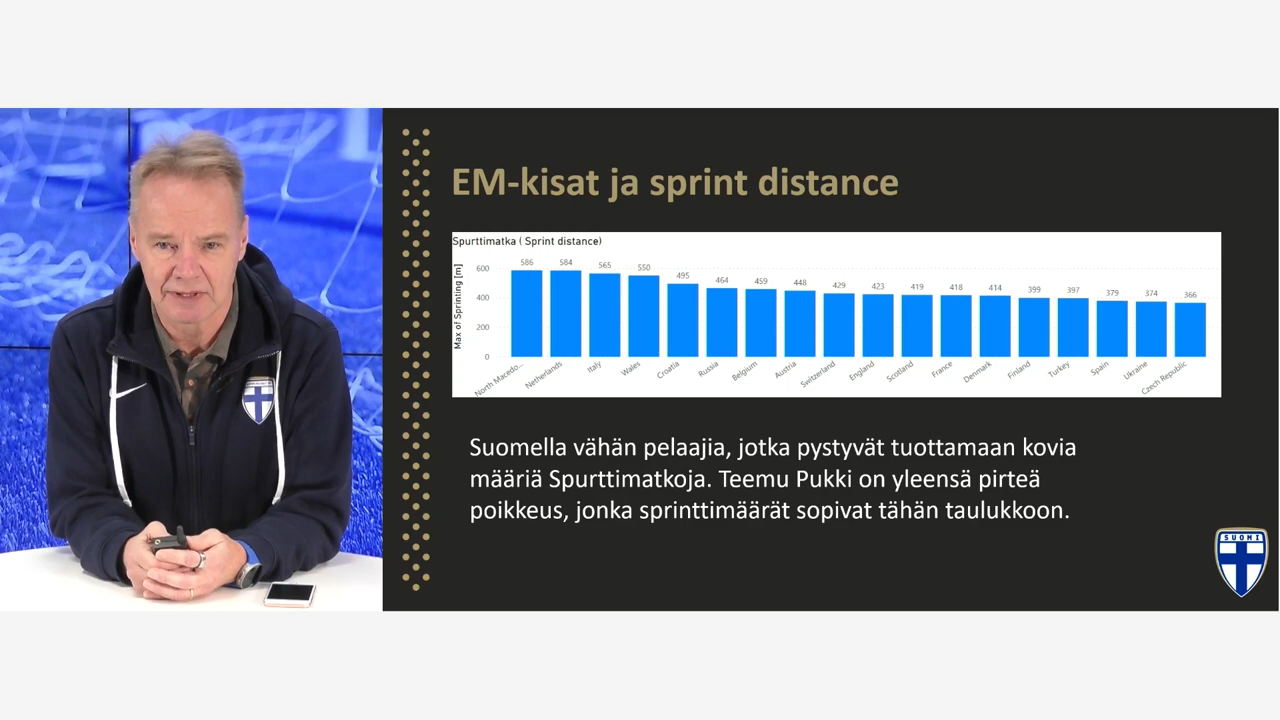 EM-kisat ja sprint distance
Spurttimatka ( Sprint distance)
Max of Sprinting [m]
600
400
200
0
586 584 565 550 495 464 459 448 429 423 419 418 414 399 397 379 374 366
North Macedo... Netherlands Italy Wales Croatia Russia Belgium Austria Switzerland England Scotland France Denmark Finland Turkey Spain Ukraine Czech Republic
Suomella vähän pelaajia, jotka pystyvät tuottamaan kovia
määriä Spurttimatkoja. Teemu Pukki on yleensä pirteä
poikkeus, jonka sprinttimäärät sopivat tähän taulukkoon.
SUOMI